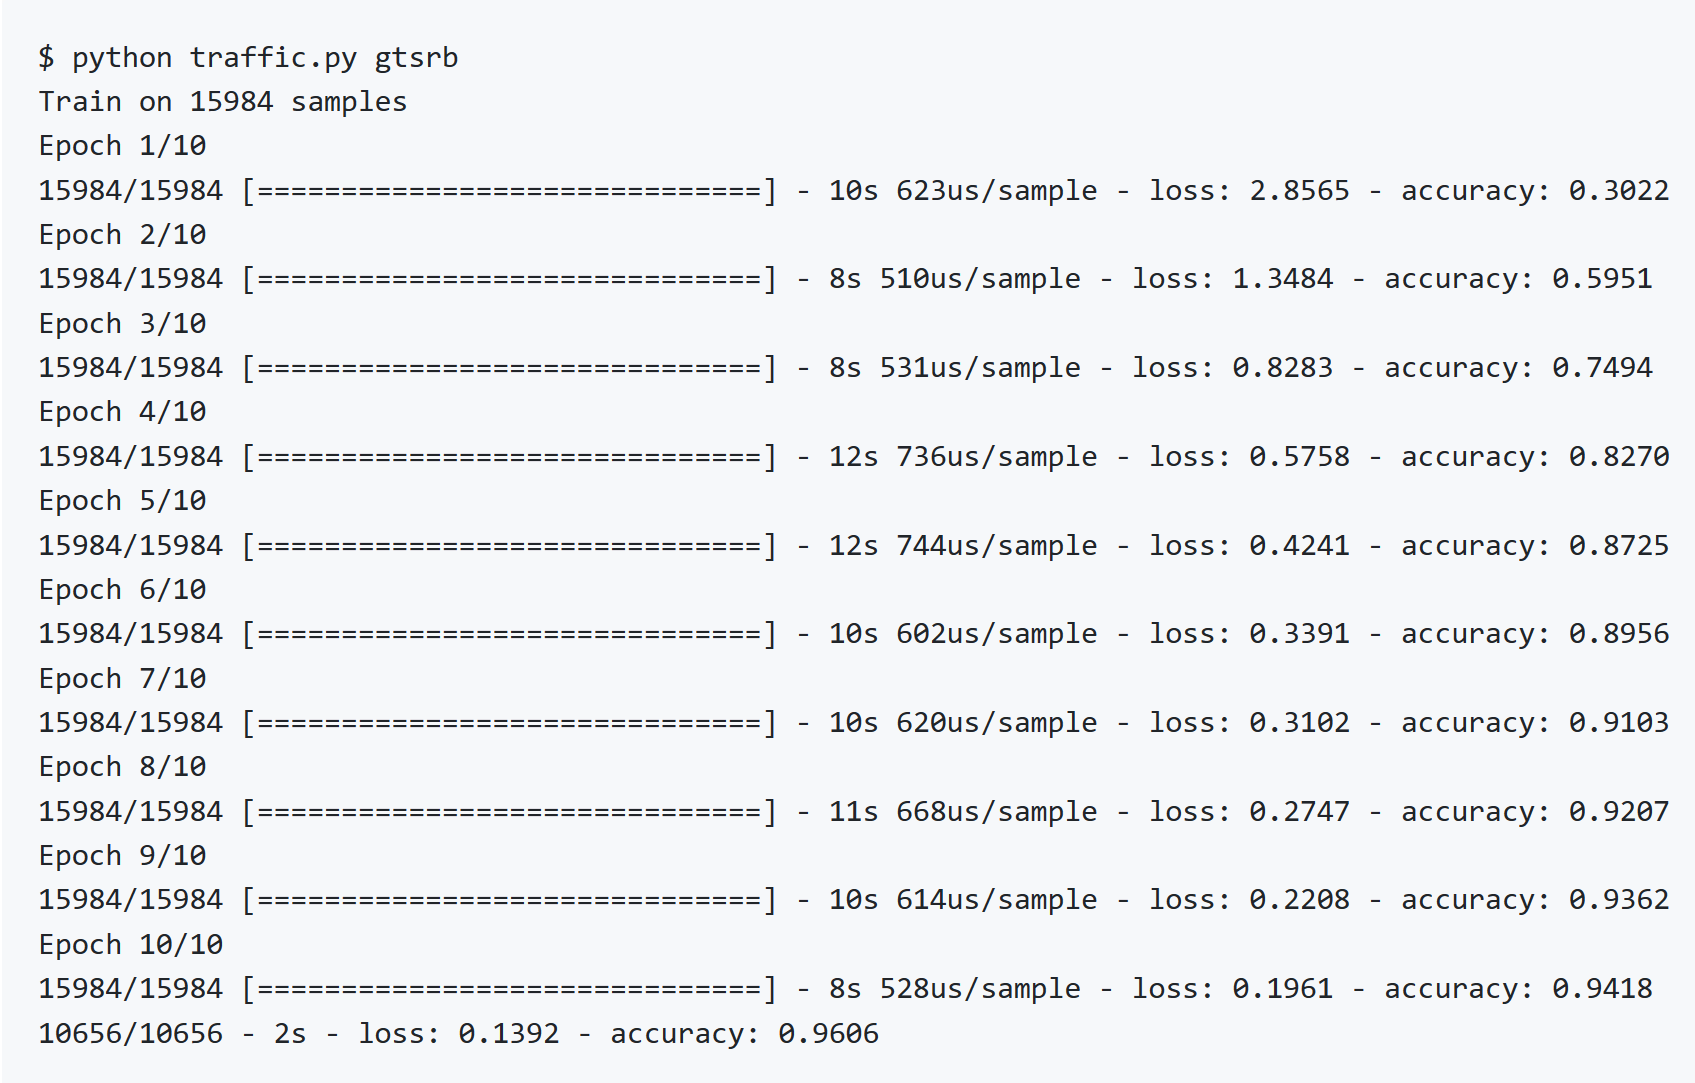 $ python traffic.py gtsrb
Train on 15984 samples
Epoch 1/10
15984/15984 [==============================] - 10s 623us/sample - loss: 2.8565 - accuracy: 0.3022
Epoch 2/10
15984/15984 [==============================] - 8s 510us/sample - loss: 1.3484 - accuracy: 0.5951
Epoch 3/10
15984/15984 [==============================] - 8s 531us/sample - loss: 0.8283 - accuracy: 0.7494
Epoch 4/10
15984/15984 [==============================] - 12s 736us/sample - loss: 0.5758 - accuracy: 0.8270
Epoch 5/10
15984/15984 [==============================] - 12s 744us/sample - loss: 0.4241 - accuracy: 0.8725
Epoch 6/10
15984/15984 [==============================] - 10s 602us/sample - loss: 0.3391 - accuracy: 0.8956
Epoch 7/10
15984/15984 [==============================] - 10s 620us/sample - loss: 0.3102 - accuracy: 0.9103
Epoch 8/10
15984/15984 [==============================] - 11s 668us/sample - loss: 0.2747 - accuracy: 0.9207
Epoch 9/10
15984/15984 [==============================] - 10s 614us/sample - loss: 0.2208 - accuracy: 0.9362
Epoch 10/10
15984/15984 [==============================] - 8s 528us/sample - loss: 0.1961 - accuracy: 0.9418
10656/10656 - 2s - loss: 0.1392 - accuracy: 0.9606